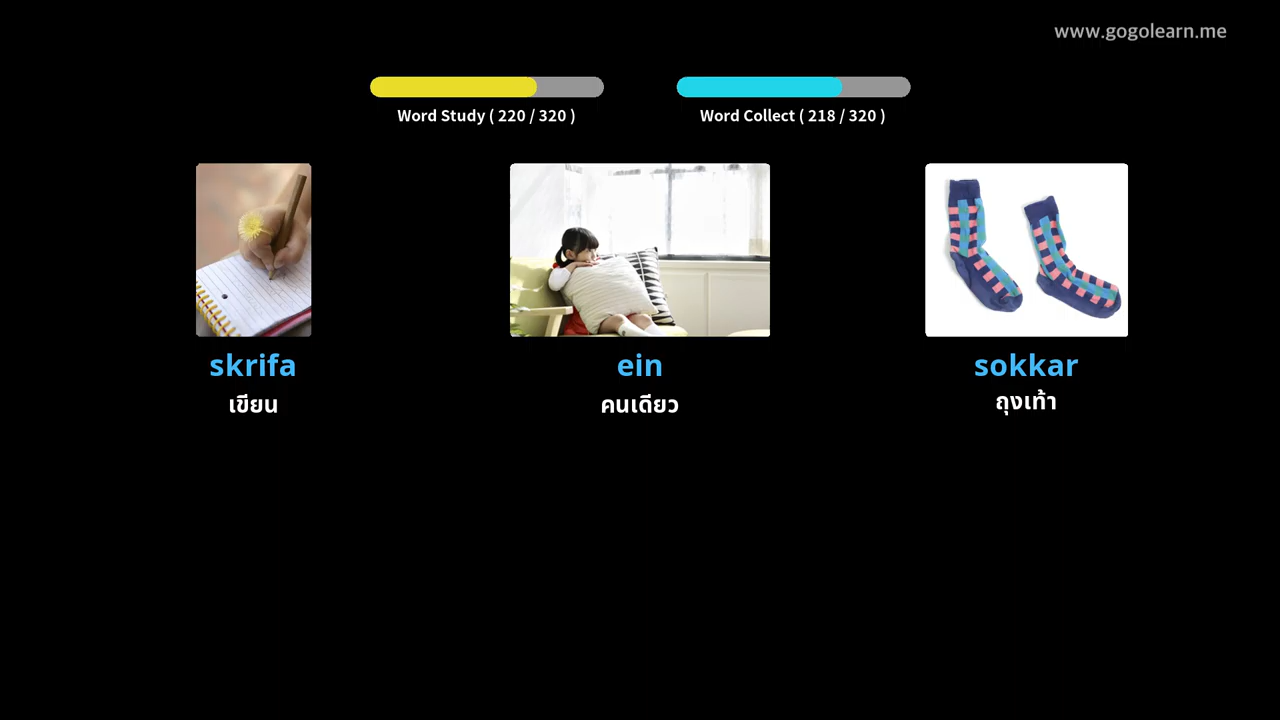 www.gogolearn.me
Word Study ( 220 / 320 )
Word Collect ( 218 / 320 )
skrifa
เขียน
ein
คนเดียว
sokkar
ถุงเท้า